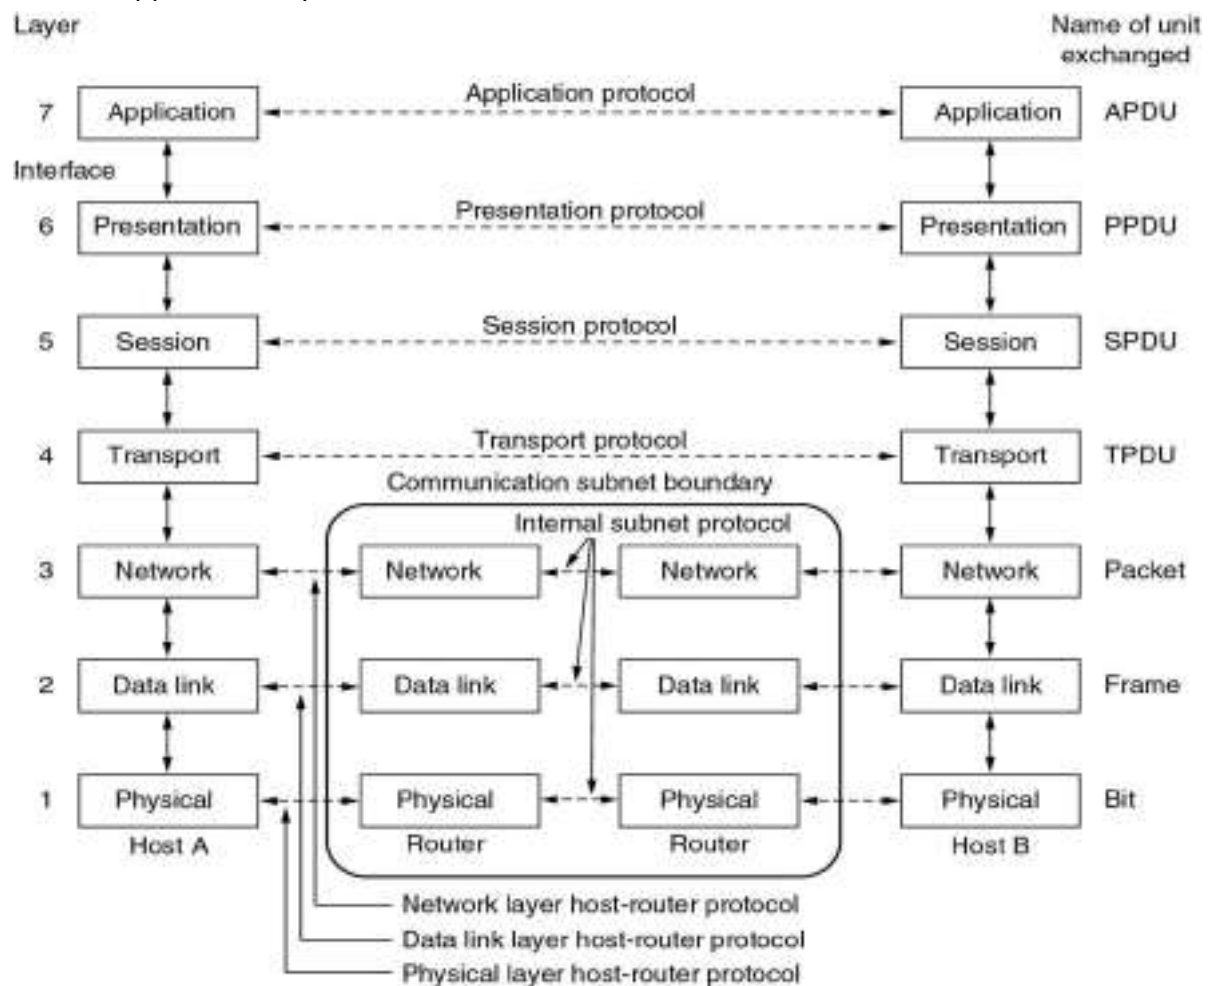 Layer
Name of unit
exchanged
Application protocol
7 Application Application APDU
Interface
Presentation protocol
6 Presentation Presentation PPDU
Session protocol
5 Session Session SPDU
Transport protocol
4 Transport Transport TPDU
Communication subnet boundary
Internal subnet protocol
3 Network Network Network Network Packet
2 Data link Data link Data link Data link Frame
1 Physical Physical Physical Physical Bit
Host A Router Router Host B
Network layer host-router protocol
Data link layer host-router protocol
Physical layer host-router protocol